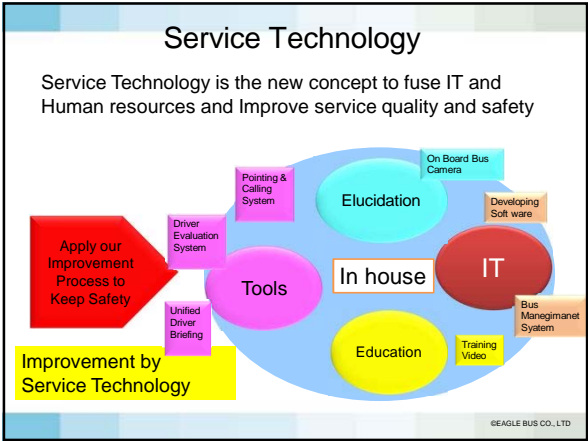 Service Technology
Service Technology is the new concept to fuse IT and
Human resources and Improve service quality and safety
On Board Bus
Camera
Pointing &
Calling
System
Elucidation
Developing
Soft ware
Driver
Evaluation
System
Apply our
Improvement
Process to
Keep Safety
Tools
In house
IT
Unified
Driver
Briefing
Bus
Manegimanet
Syatem
Education
Training
Video
Improvement by
Service Technology
©EAGLE BUS CO., LTD